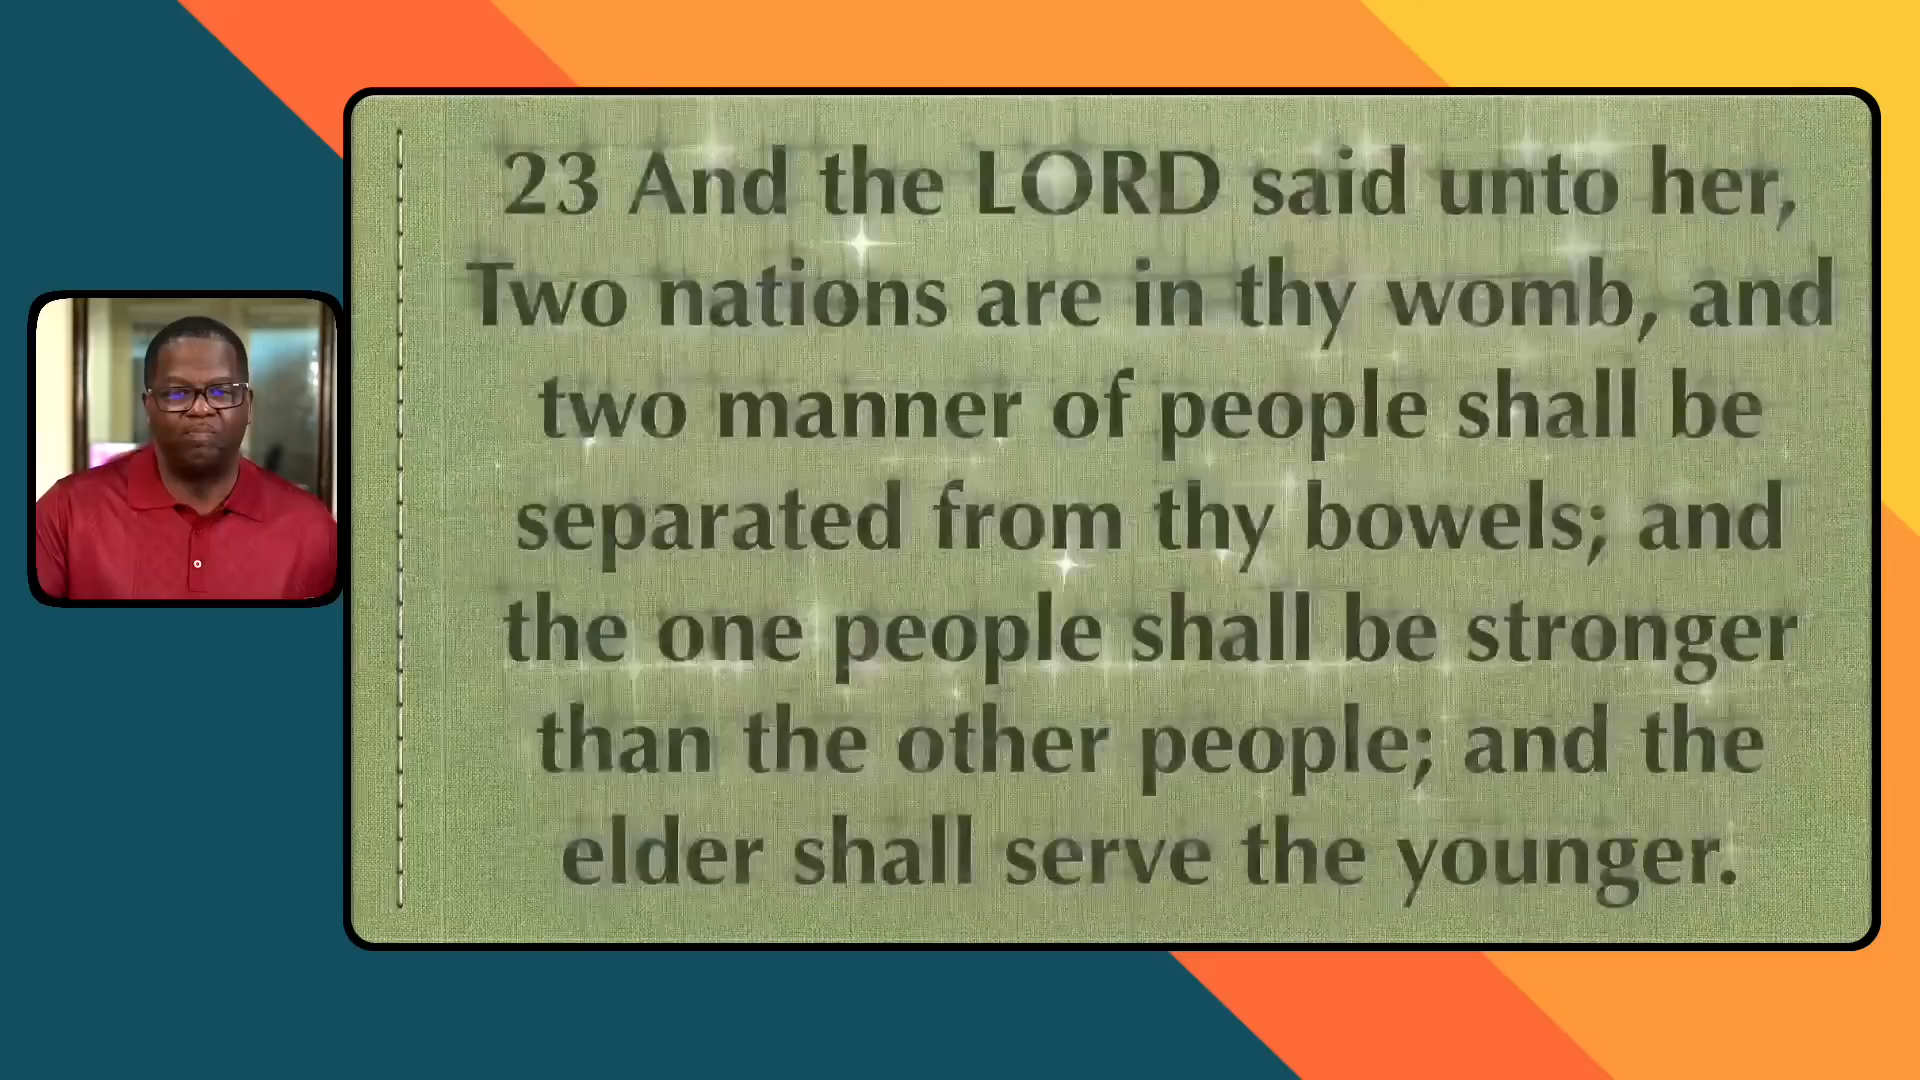 23 And the LORD said unto her,
Two nations are in thy womb, and
two manner of people shall be
separated from thy bowels; and
the one people shall be stronger
than the other people; and the
elder shall serve the younger.